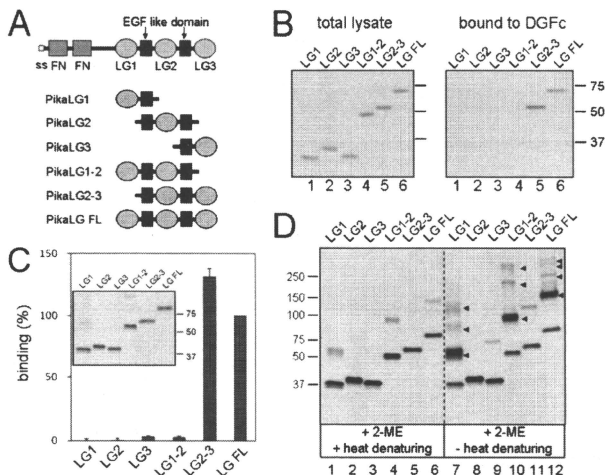 A
EGF like domain
ss FN FN LG1 LG2 LG3
PikaLG1
PikaLG2
PikaLG3
PikaLG1-2
PikaLG2-3
PikaLG FL
B
total lysate
bound to DGFc
LG1 LG2 LG3 LG1-2 LG2-3 LG FL
LG1 LG2 LG3 LG1-2 LG2-3 LG FL
75
50
37
1 2 3 4 5 6
1 2 3 4 5 6
C
binding (%)
150
100
50
0
LG1 LG2 LG3 LG1-2 LG2-3 LG FL
75
50
37
LG1 LG2 LG3 LG1-2 LG2-3 LG FL
D
LG1 LG2 LG3 LG1-2 LG2-3 LG FL LG1 LG2 LG3 LG1-2 LG2-3 LG FL
250
150
100
75
50
37
+ 2-ME
+ heat denaturing
+ 2-ME
- heat denaturing
1 2 3 4 5 6 7 8 9 10 11 12